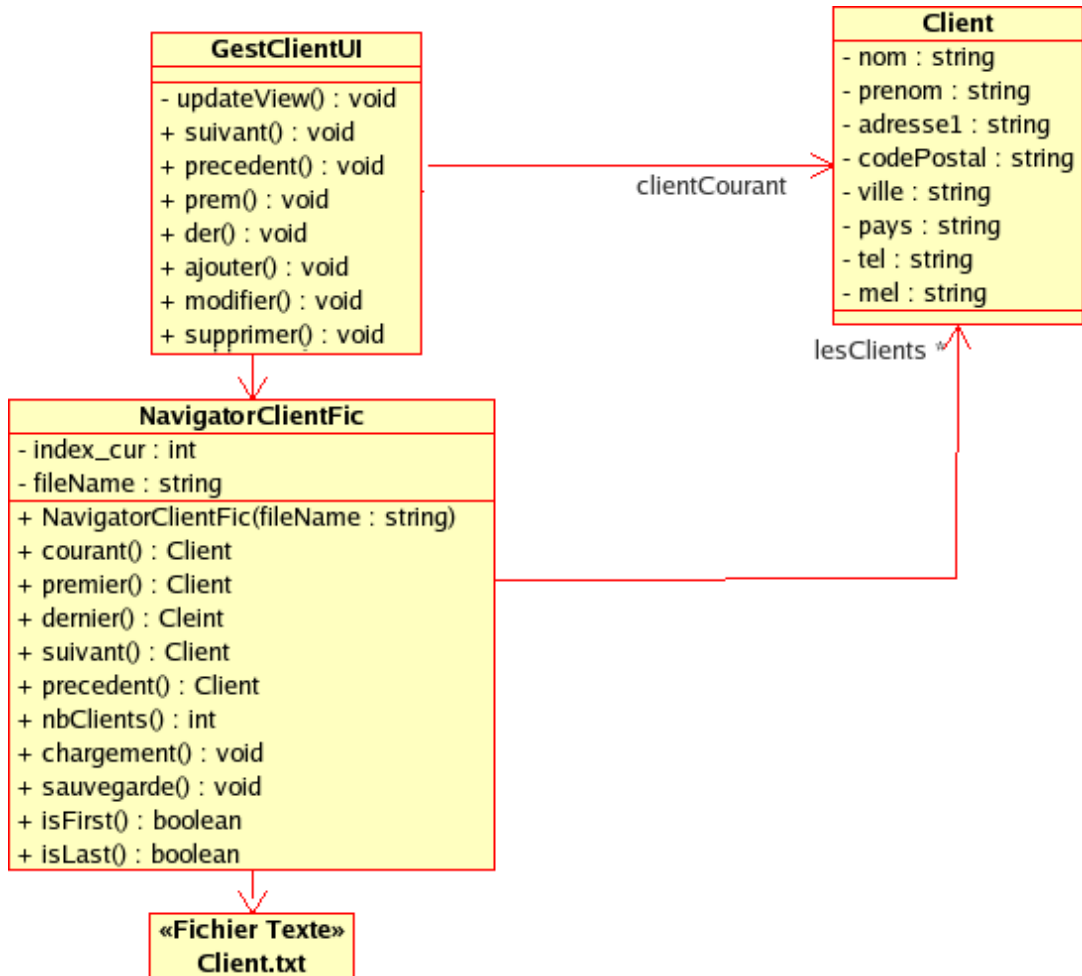 GestClientUI
- updateView() : void
+ suivant() : void
+ precedent() : void
+ prem() : void
+ der() : void
+ ajouter() : void
+ modifier() : void
+ supprimer() : void
clientCourant
Client
- nom : string
- prenom : string
- adresse1 : string
- codePostal : string
- ville : string
- pays : string
- tel : string
- mel : string
lesClients *
NavigatorClientFic
- index_cur : int
- fileName : string
+ NavigatorClientFic(fileName : string)
+ courant() : Client
+ premier() : Client
+ dernier() : Cleint
+ suivant() : Client
+ precedent() : Client
+ nbClients() : int
+ chargement() : void
+ sauvegarde() : void
+ isFirst() : boolean
+ isLast() : boolean
«Fichier Texte»
Client.txt